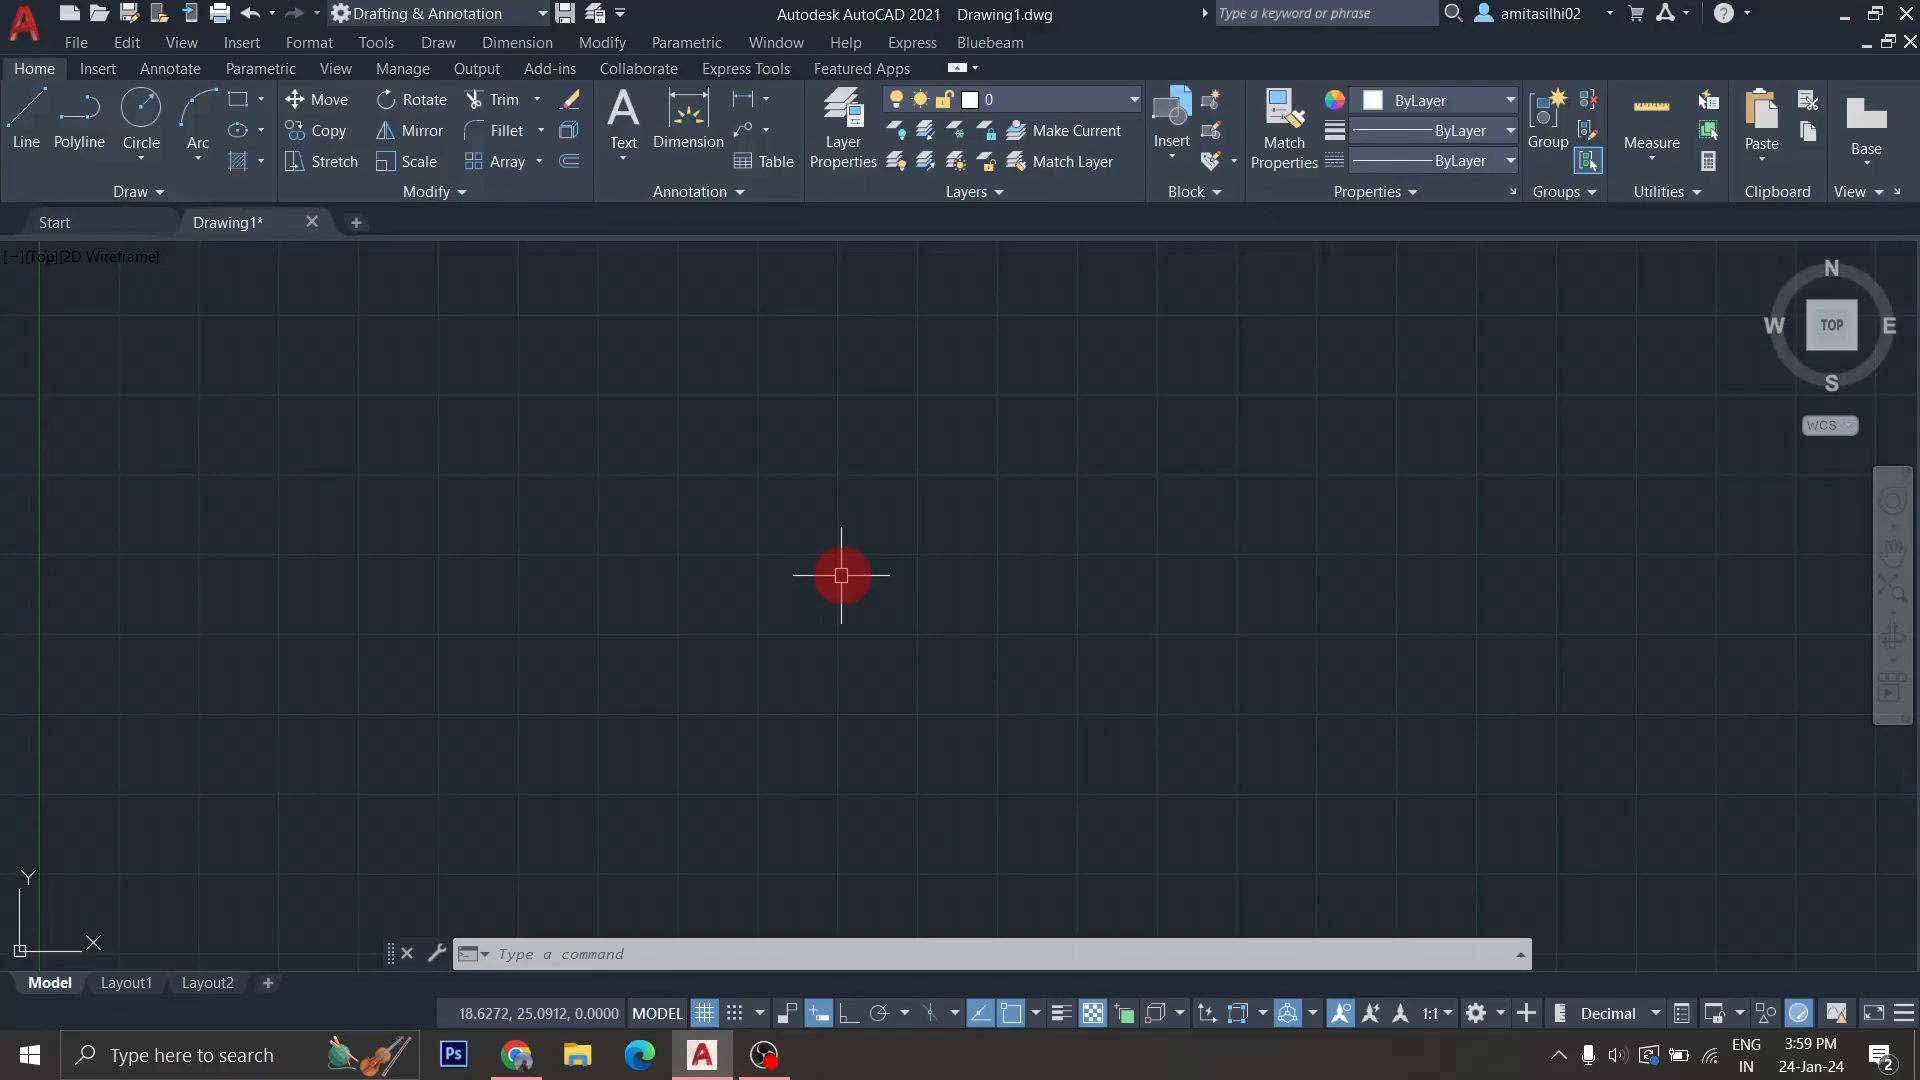 Drafting & Annotation
Autodesk AutoCAD 2021 Drawing1.dwg
Type a keyword or phrase
amitasilhi02
File Edit View Insert Format Tools Draw Dimension Modify Parametric Window Help Express Bluebeam
Home Insert Annotate Parametric View Manage Output Add-ins Collaborate Express Tools Featured Apps
Line Polyline Circle Arc
Move Rotate Trim
Copy Mirror Fillet
Stretch Scale Array
Text Dimension Table
Layer Properties
0
Make Current
Match Layer
Insert
Match Properties
ByLayer
ByLayer
ByLayer
Group
Measure
Paste
Base
Draw Modify Annotation Layers Block Properties Groups Utilities Clipboard View
Start Drawing1*
[−][Top][2D Wireframe]
N
W TOP E
S
WCS
Y
X
Type a command
Model Layout1 Layout2
18.6272, 25.0912, 0.0000 MODEL 1:1 Decimal
Type here to search
Ps
ENG
IN
3:59 PM
24-Jan-24
2